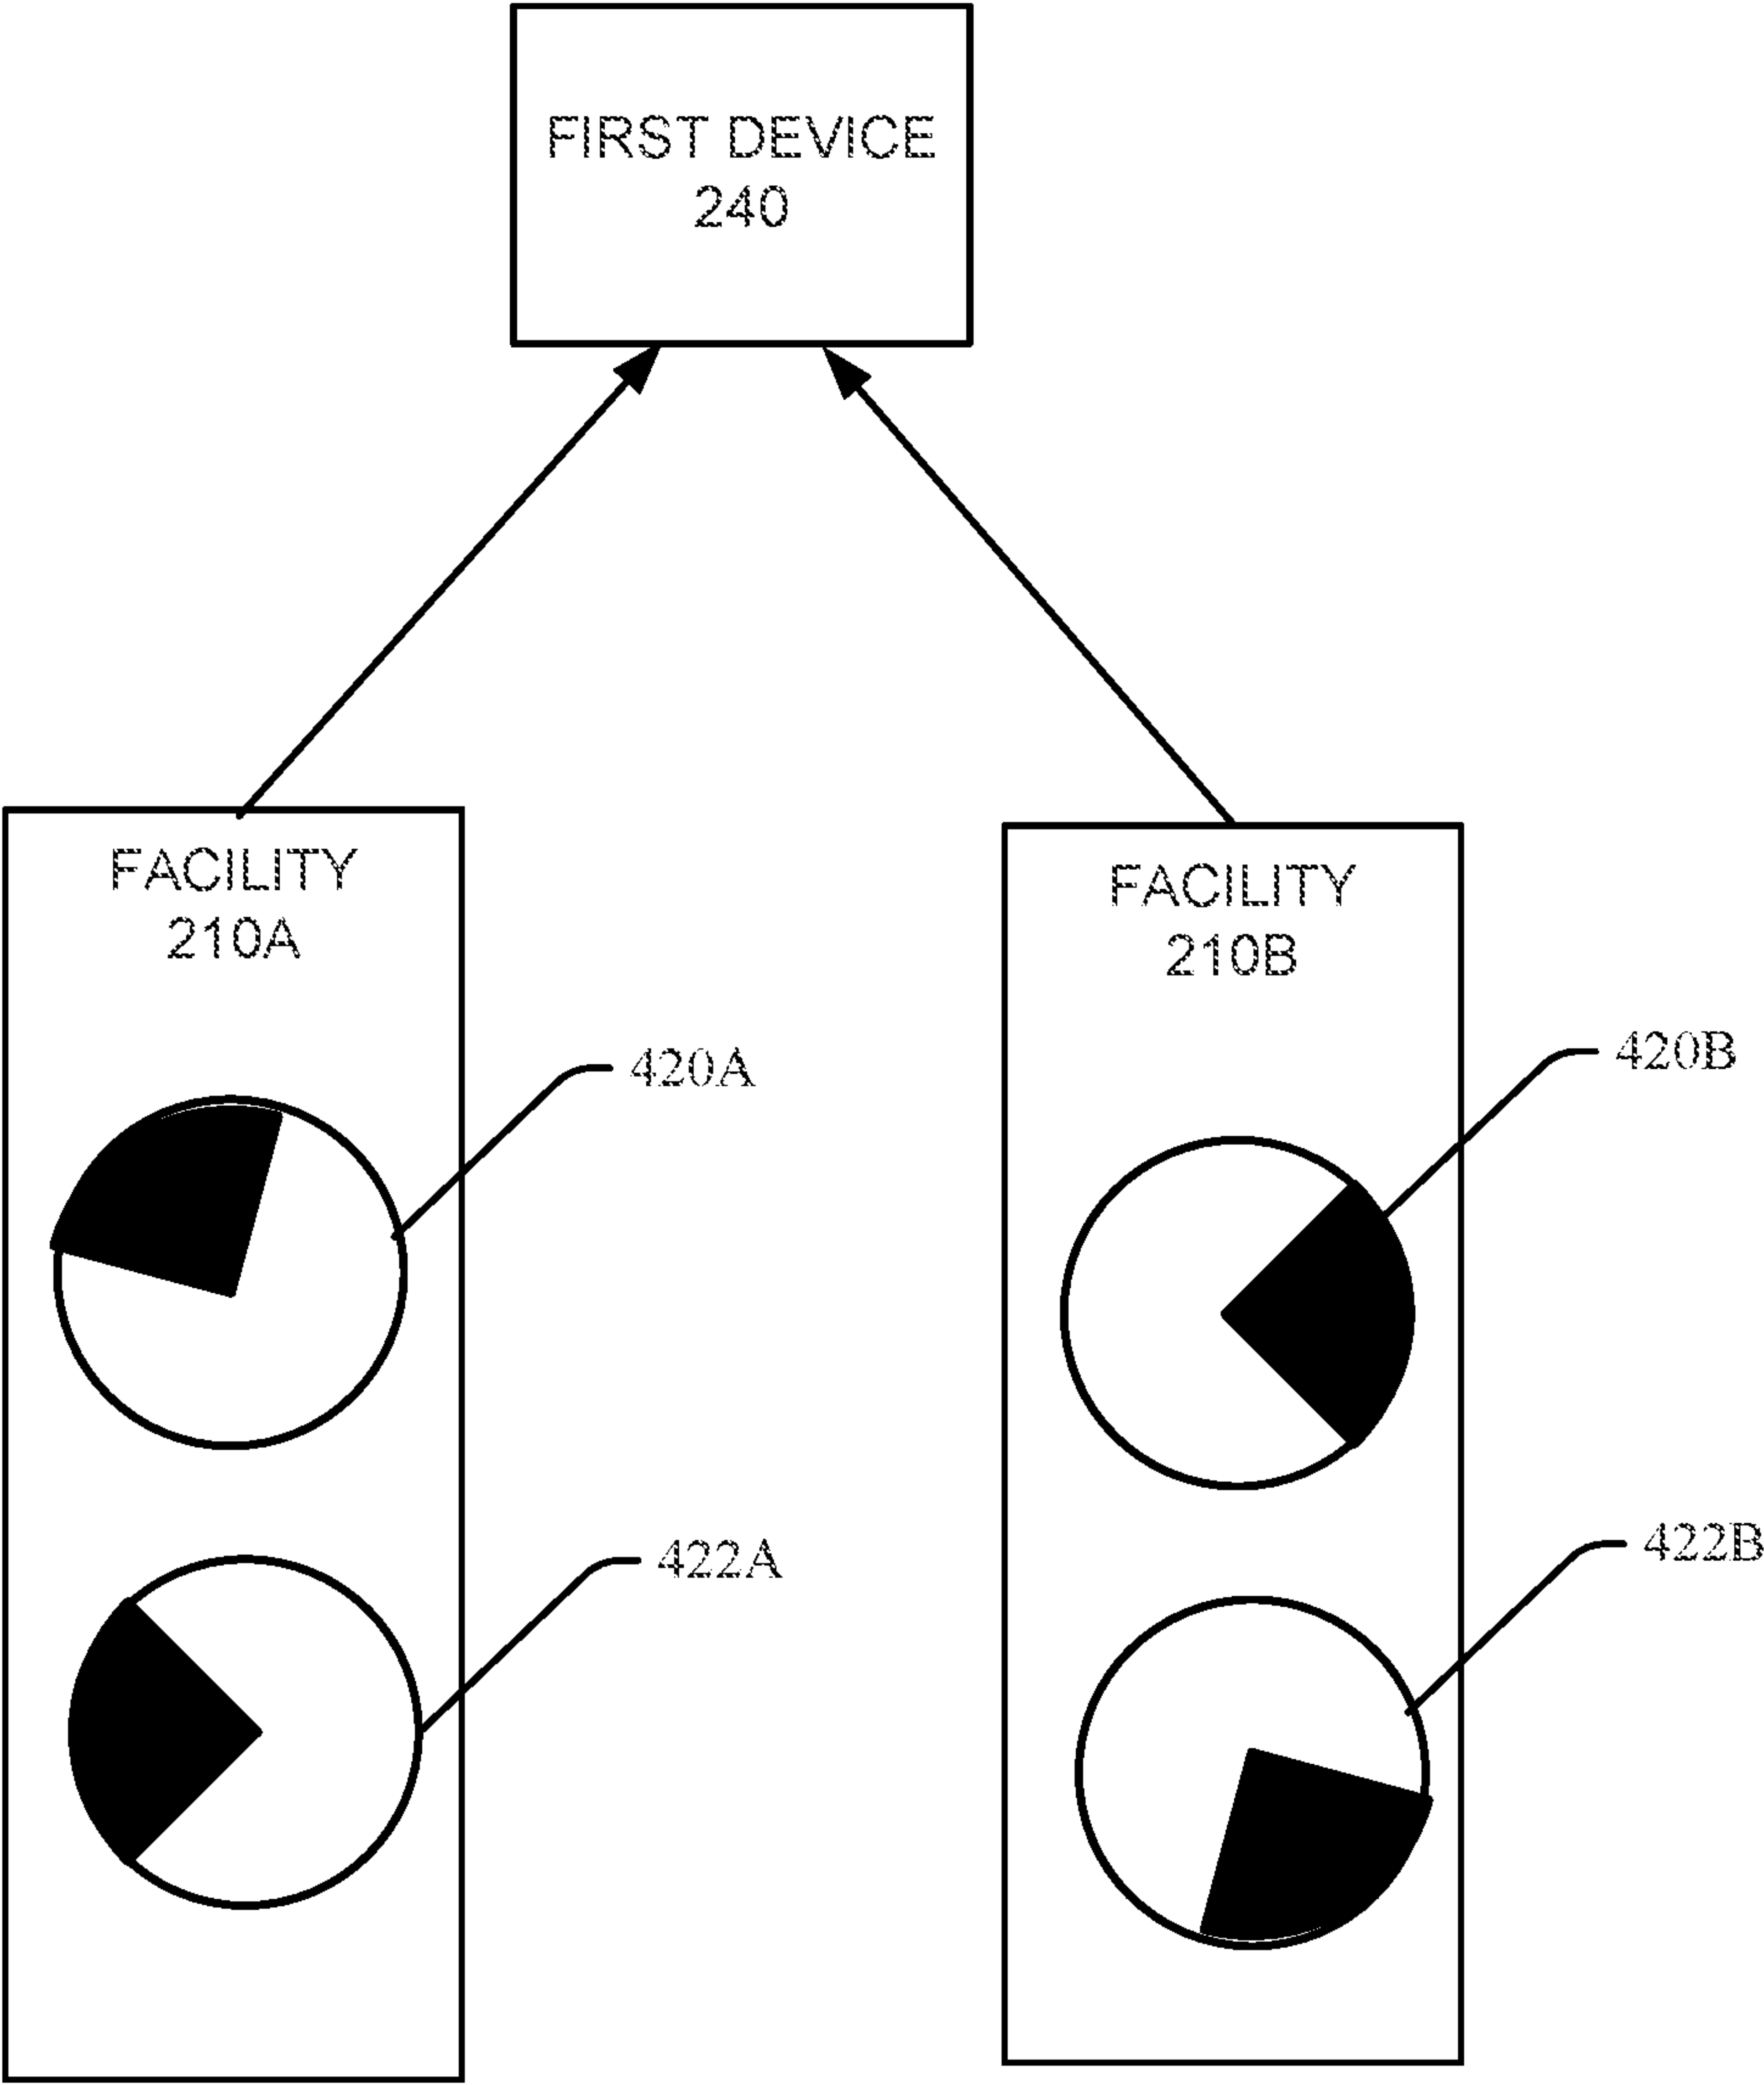 FIRST DEVICE
240
FACILITY
210A
FACILITY
210B
420A
420B
422A
422B